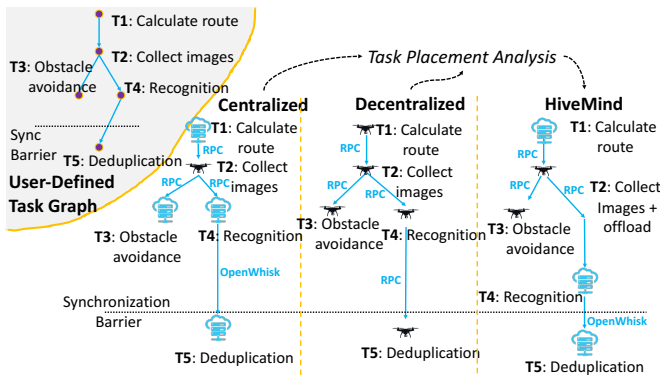 T1: Calculate route
T3: Obstacle
avoidance
T2: Collect images
T4: Recognition
Sync
Barrier
T5: Deduplication
User-Defined
Task Graph
Task Placement Analysis
Centralized
T1: Calculate
route
RPC
T2: Collect
images
RPC
RPC
T3: Obstacle
avoidance
T4: Recognition
OpenWhisk
T5: Deduplication
Decentralized
T1: Calculate
route
RPC
T2: Collect
images
RPC
RPC
T3: Obstacle
avoidance
T4: Recognition
RPC
T5: Deduplication
HiveMind
T1: Calculate
route
RPC
T2: Collect
Images +
offload
RPC
RPC
T3: Obstacle
avoidance
T4: Recognition
OpenWhisk
T5: Deduplication
Synchronization
Barrier